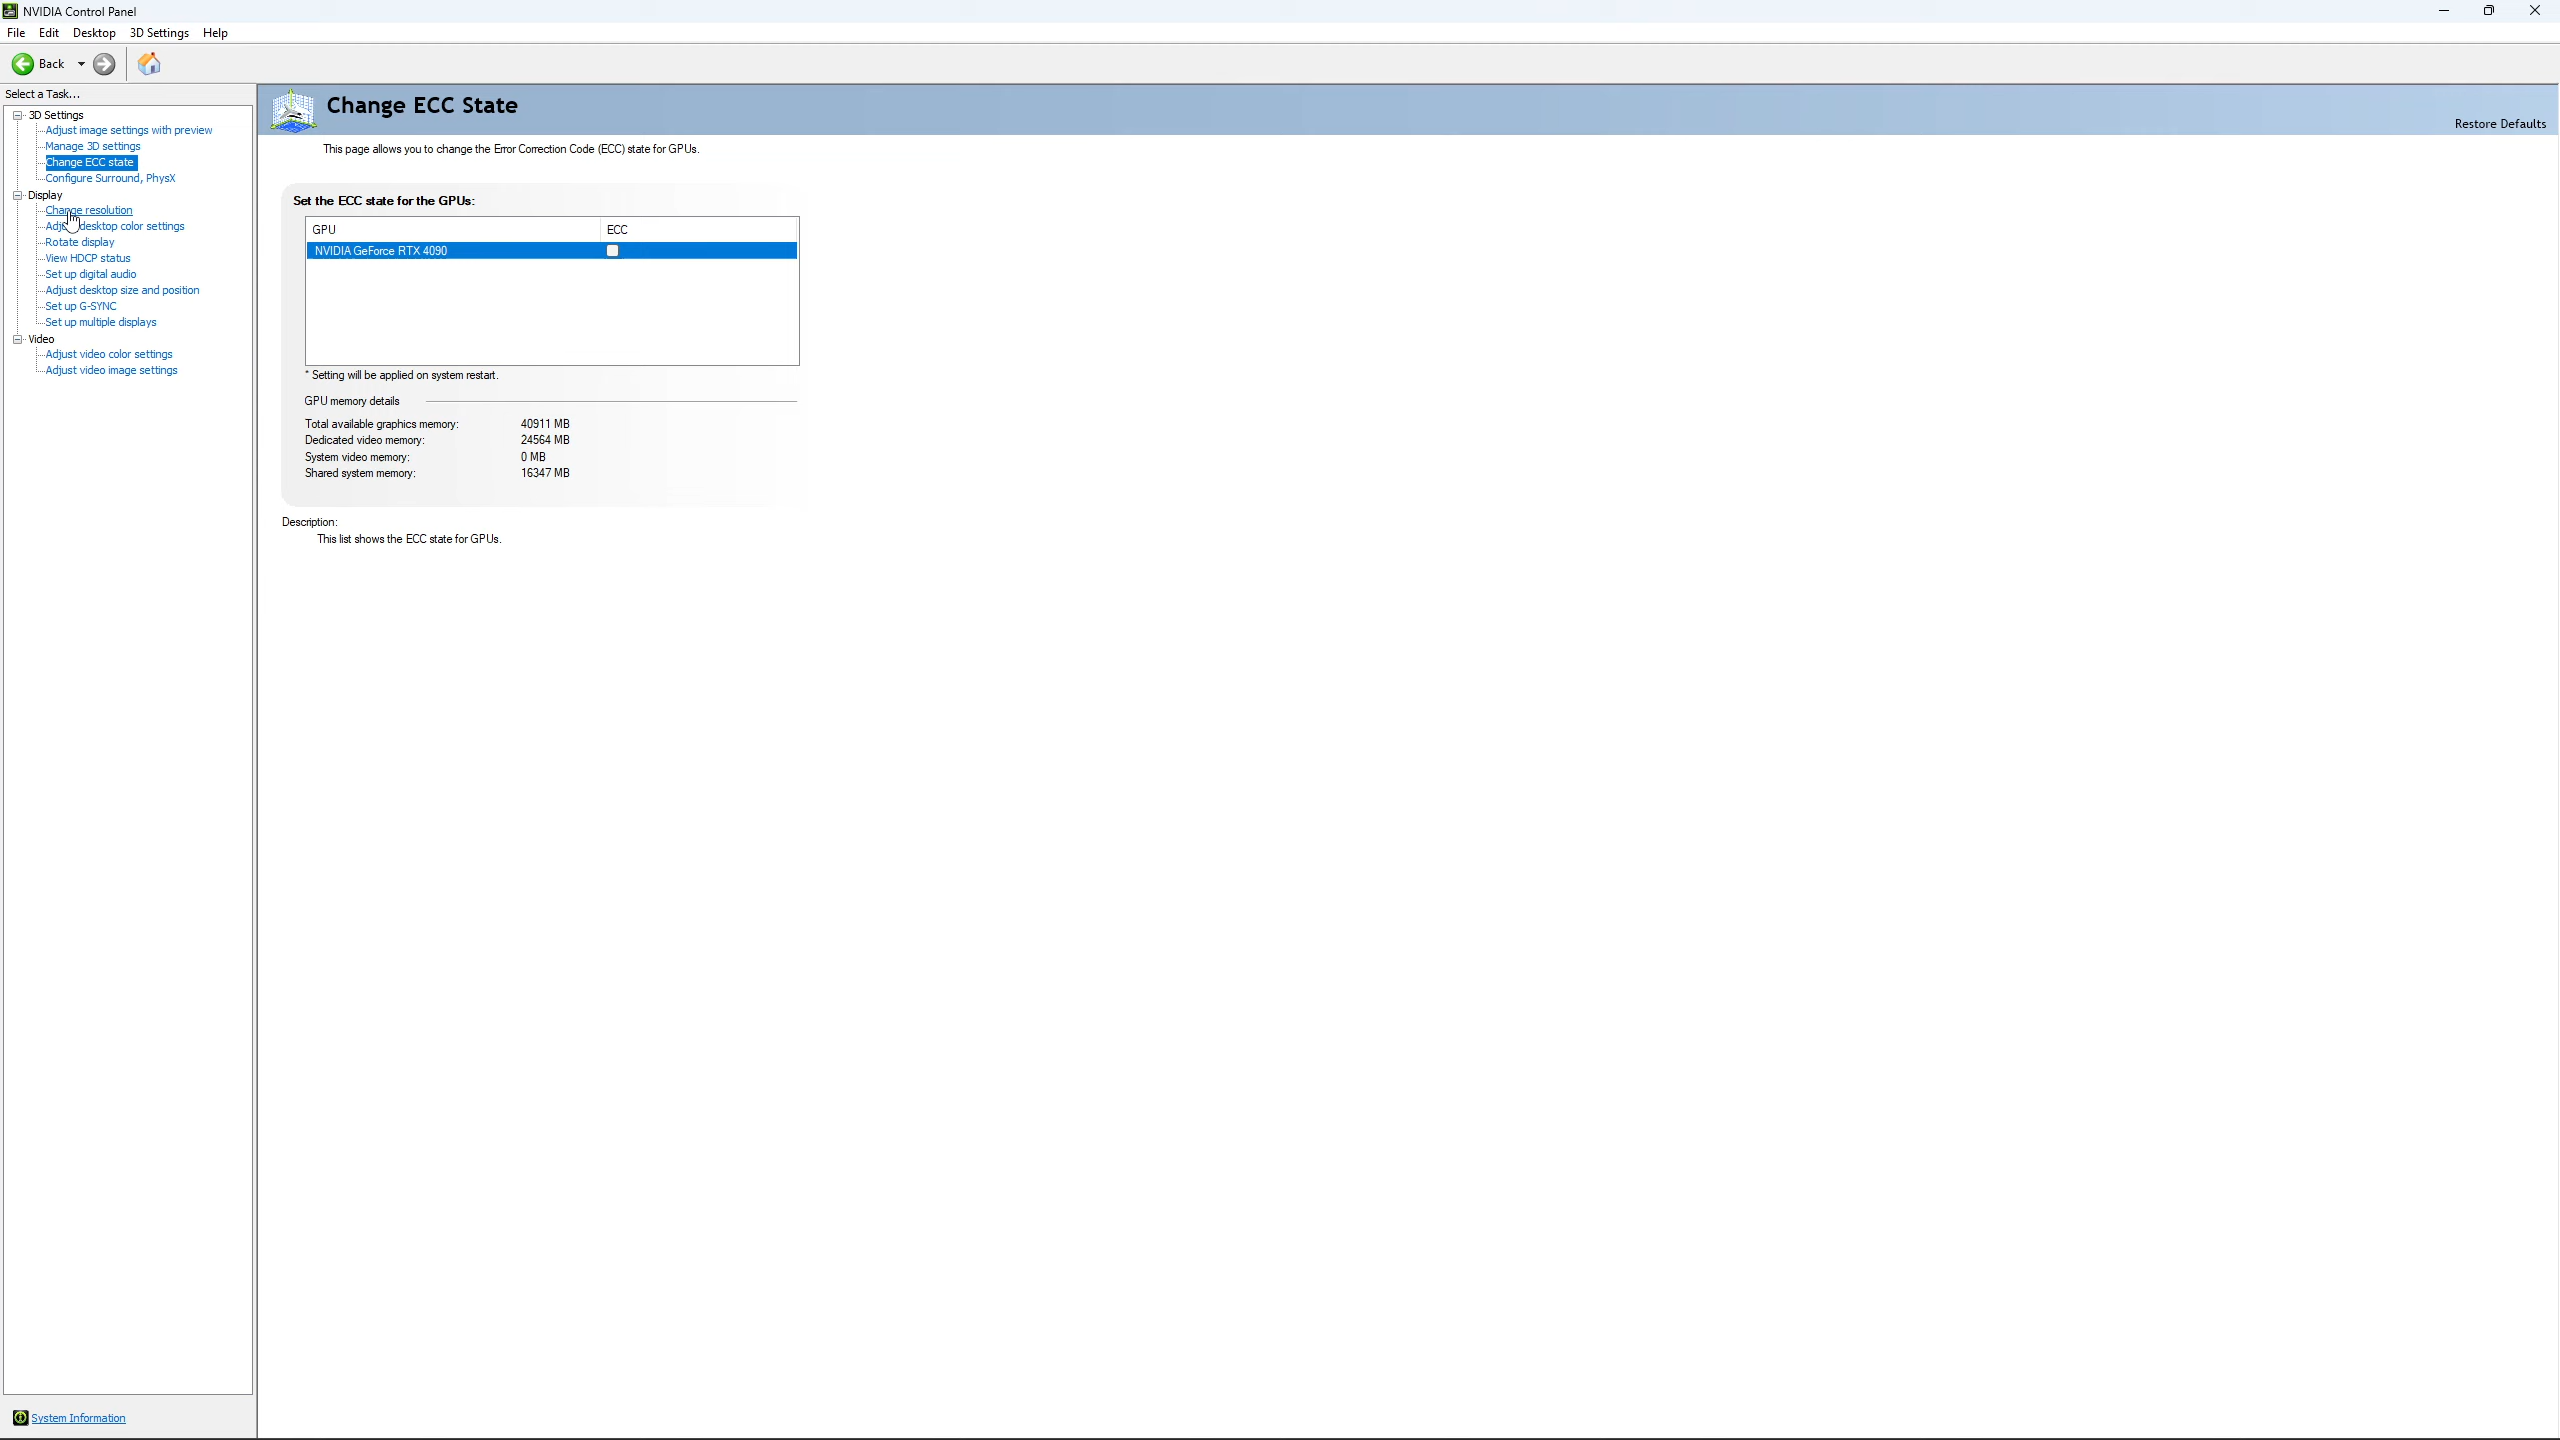 NVIDIA Control Panel
File Edit Desktop 3D Settings Help
Back
Select a Task...
3D Settings
Adjust image settings with preview
Manage 3D settings
Change ECC state
Configure Surround, PhysX
Display
Change resolution
desktop color settings
Rotate display
View HDCP status
Set up digital audio
Adjust desktop size and position
Set up G-SYNC
Set up multiple displays
Video
Adjust video color settings
Adjust video image settings
System Information
Change ECC State
Restore Defaults
This page allows you to change the Error Correction Code (ECC) state for GPUs.
Set the ECC state for the GPUs:
GPU ECC
NVIDIA GeForce RTX 4090
* Setting will be applied on system restart.
GPU memory details
Total available graphics memory: 40911 MB
Dedicated video memory: 24564 MB
System video memory: 0 MB
Shared system memory: 16347 MB
Description:
This list shows the ECC state for GPUs.